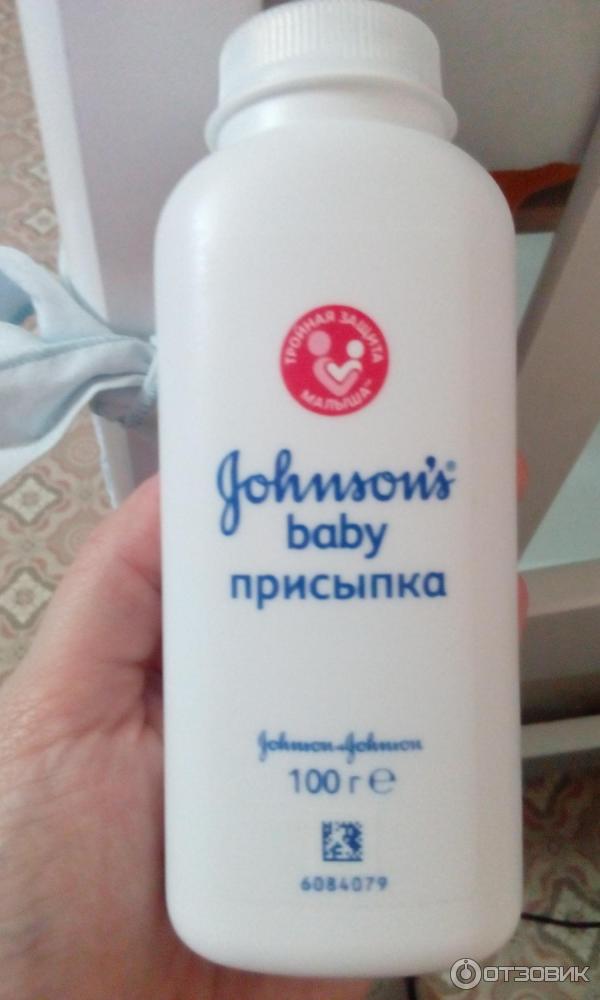 ТРОЙНАЯ ЗАЩИТА
МАЛЫША™
Johnson's®
baby
присыпка
Johnson & Johnson
100 г ℮
6084079
ОТЗОВИК